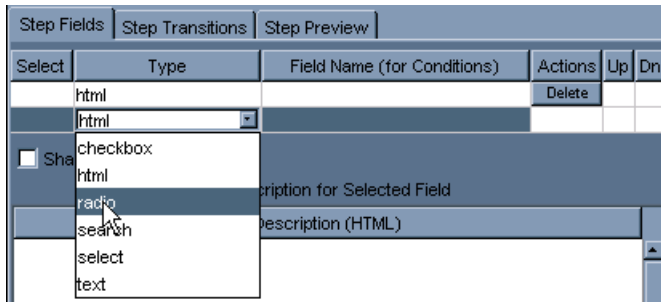 Step Fields Step Transitions Step Preview
Select Type Field Name (for Conditions) Actions Up Dn
html Delete
html
checkbox
Sha
html
cription for Selected Field
radio
Description (HTML)
search
select
text